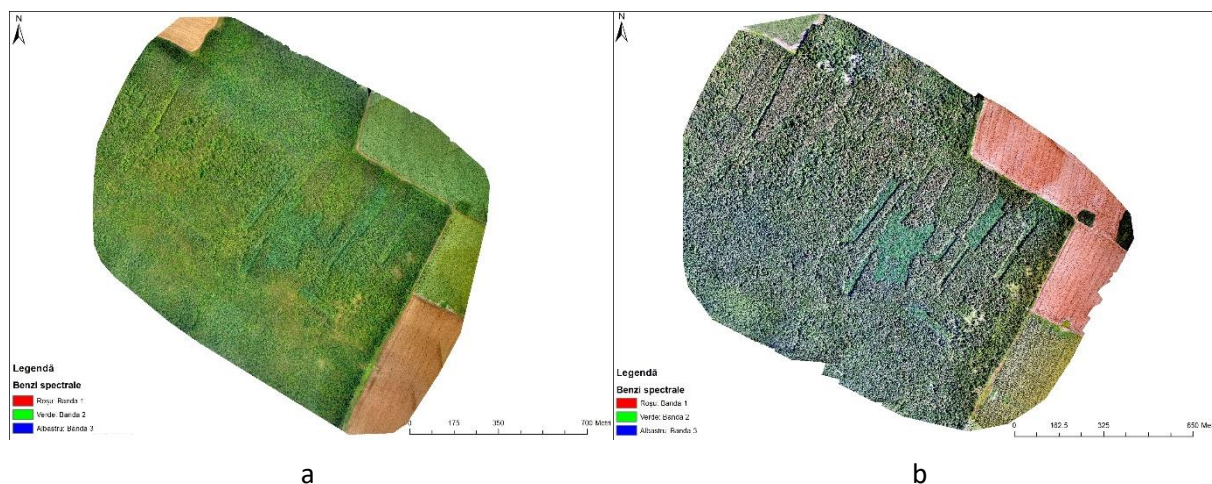 N
Legendă
Benzi spectrale
Roșu: Banda 1
Verde: Banda 2
Albastru: Banda 3
0 175 350 700 Metri
a
N
Legendă
Benzi spectrale
Roșu: Banda 1
Verde: Banda 2
Albastru: Banda 3
0 162.5 325 650
b